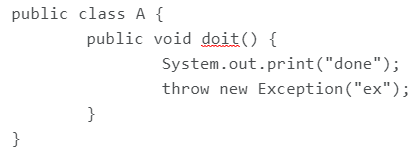 public class A {
        public void doit() {
                System.out.print("done");
                throw new Exception("ex");
        }
}